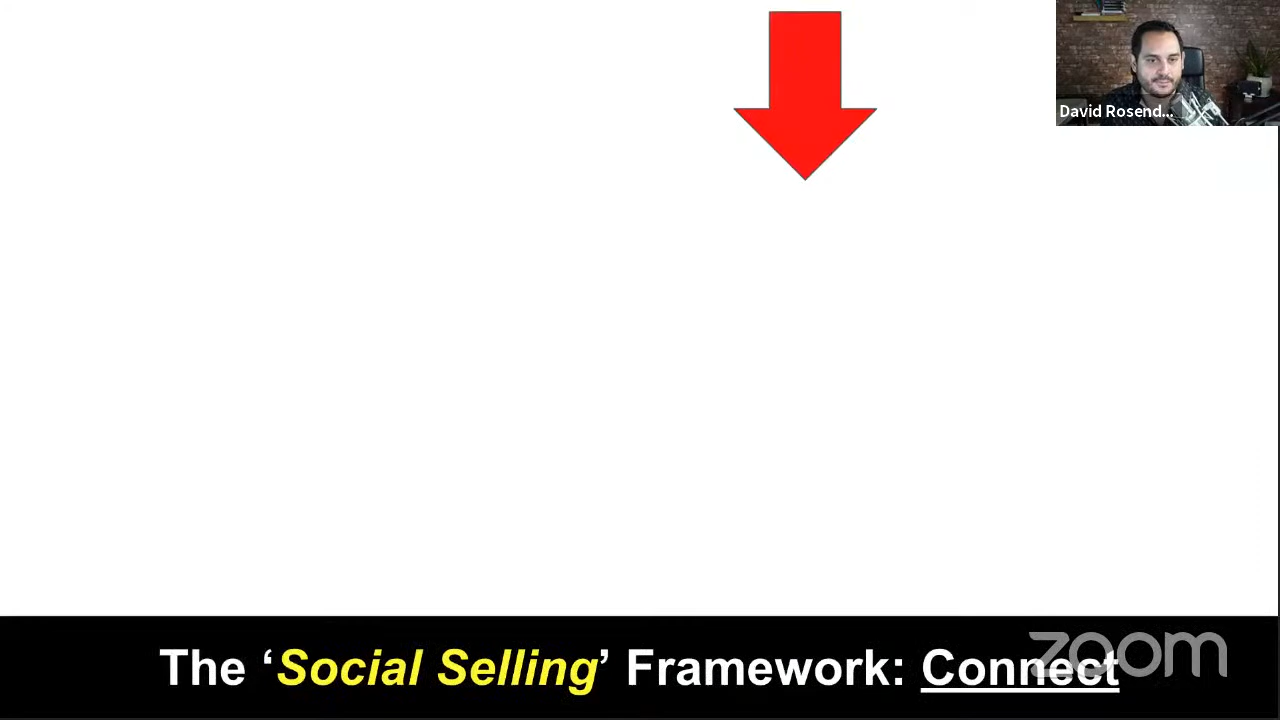 David Rosend...
The ‘Social Selling’ Framework: Connect
zoom